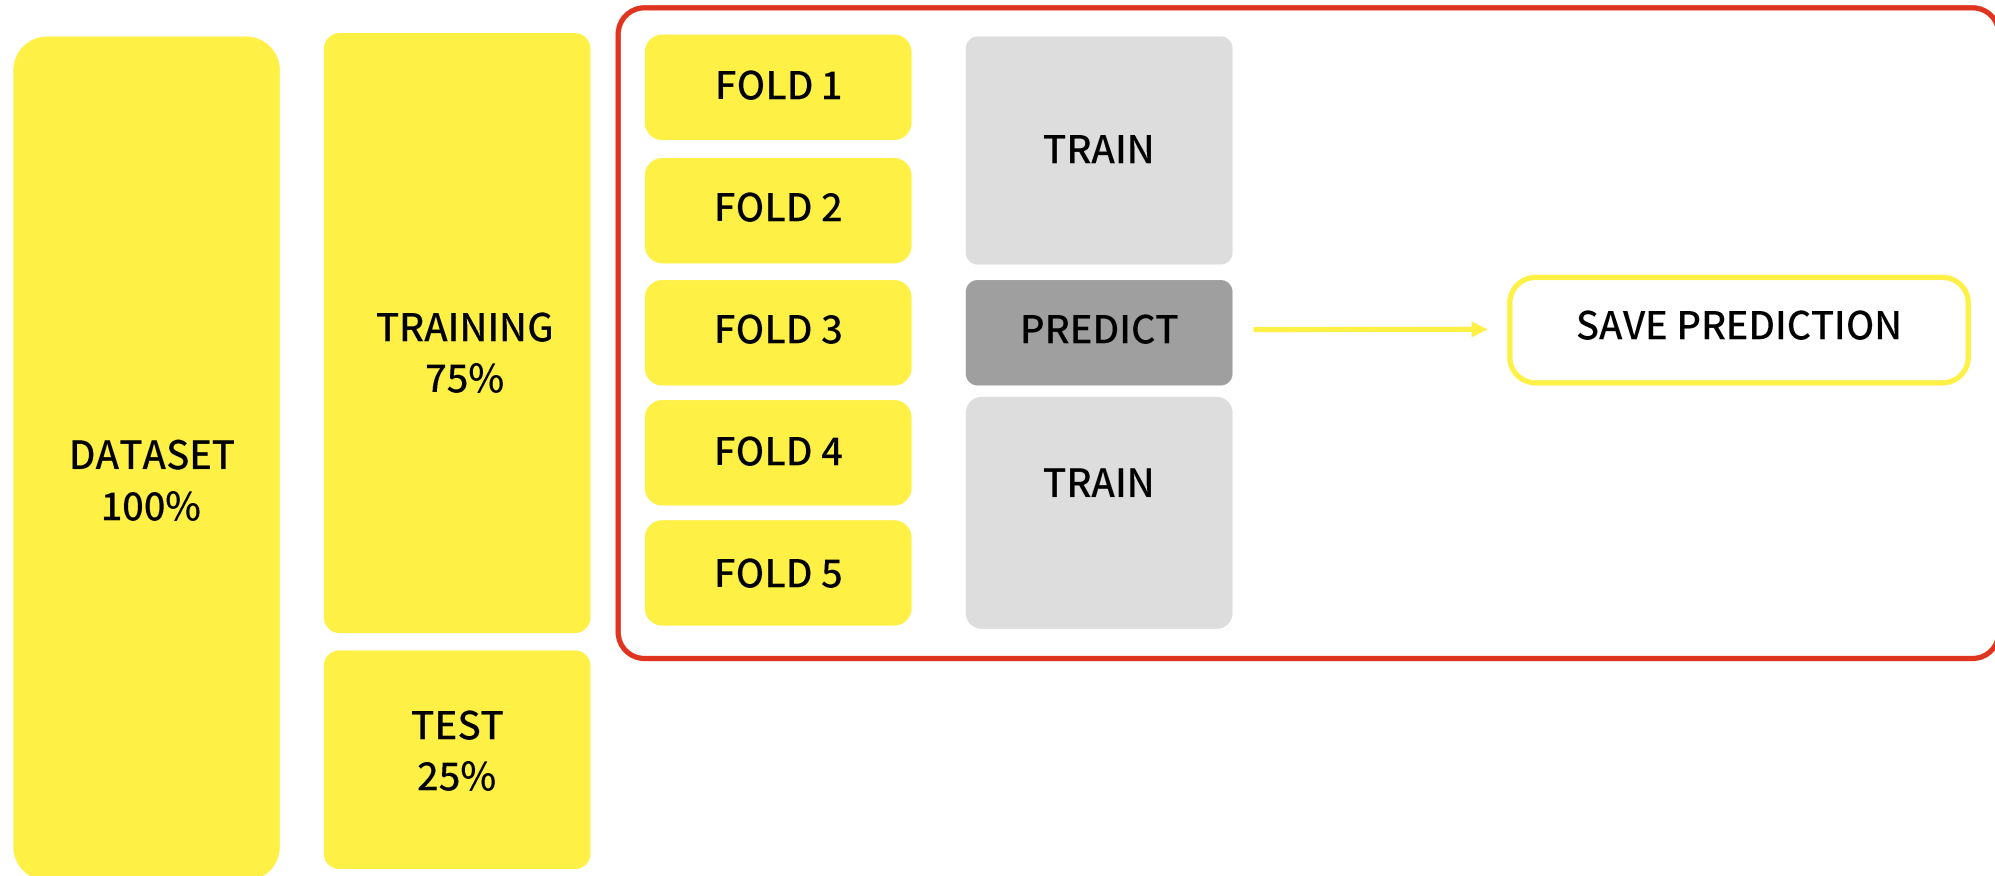 DATASET
100%
TRAINING
75%
TEST
25%
FOLD 1
FOLD 2
FOLD 3
FOLD 4
FOLD 5
TRAIN
PREDICT
TRAIN
SAVE PREDICTION